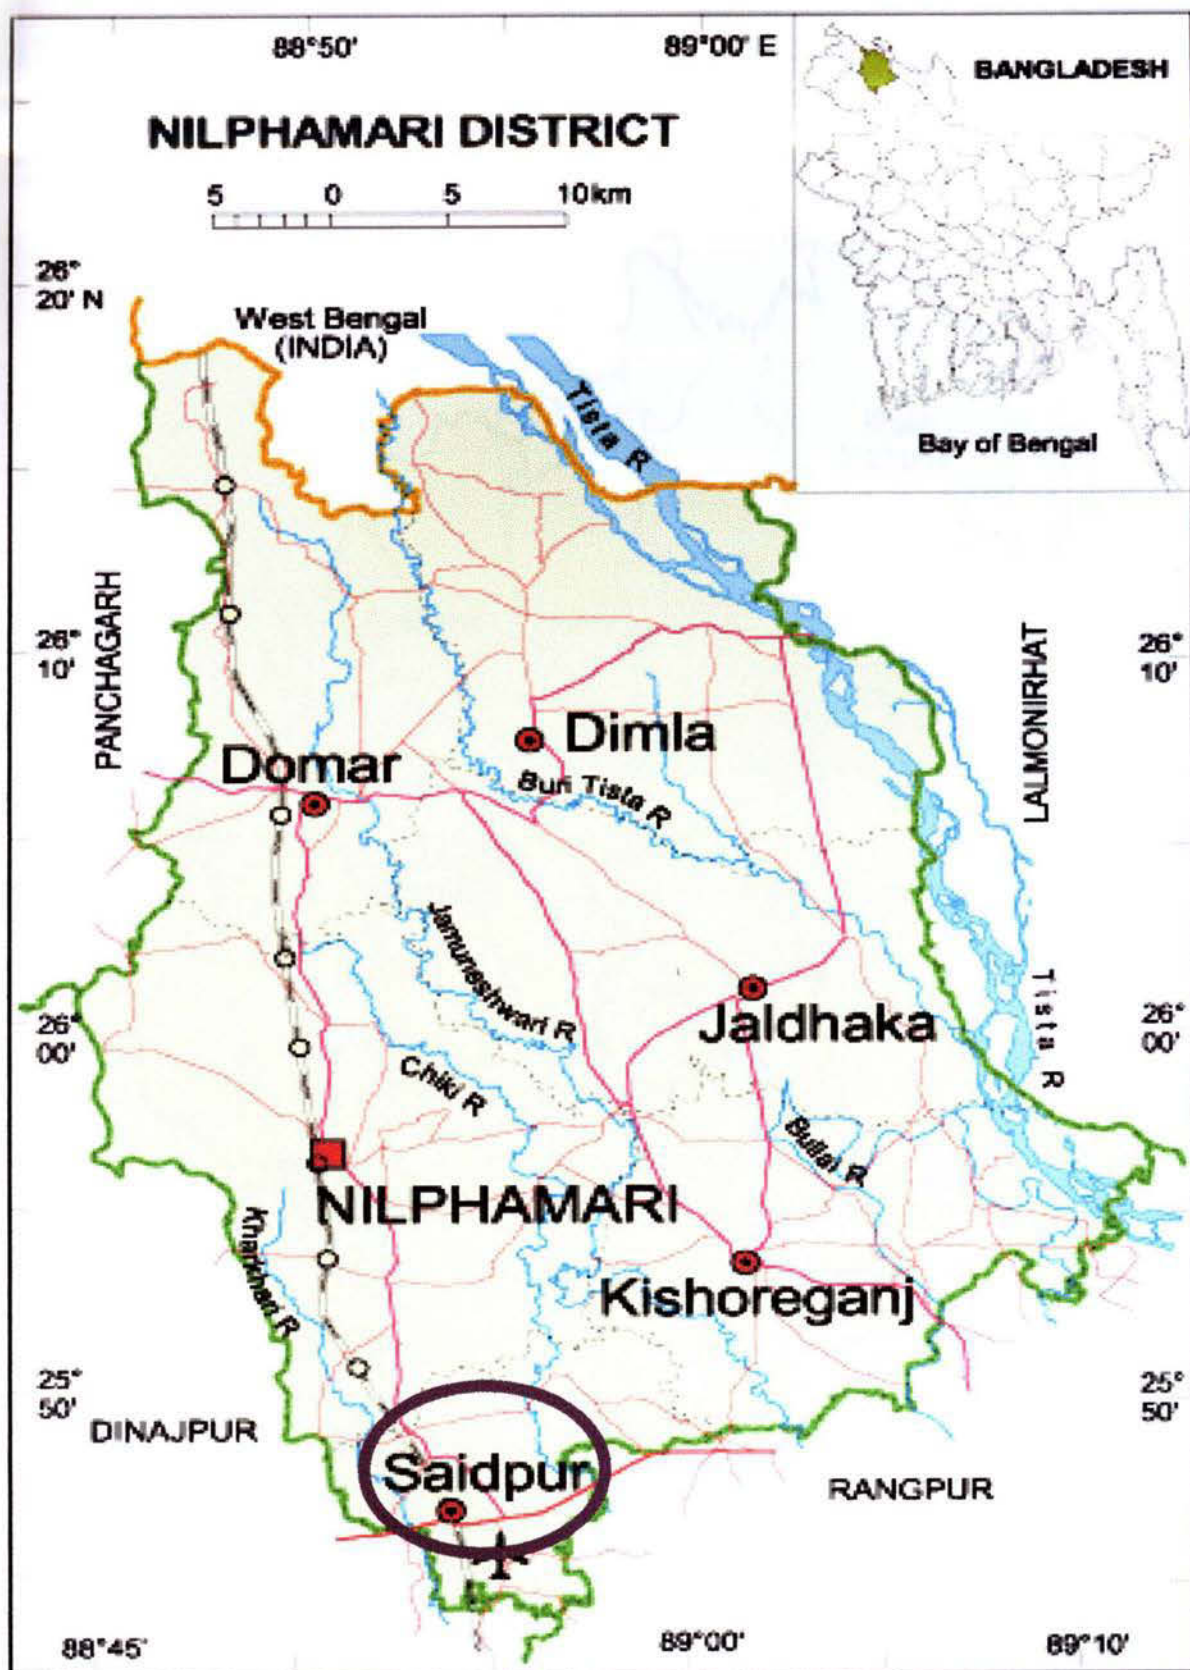 88°50'
89°00' E
BANGLADESH
NILPHAMARI DISTRICT
5 0 5 10km
26°
20' N
West Bengal
(INDIA)
Tista R
Bay of Bengal
PANCHAGARH
26°
10'
LALMONIRHAT
26°
10'
Dimla
Domar
Buri Tista R
Jamuneshwari R
Jaldhaka
Tista R
26°
00'
26°
00'
Chiki R
Bullai R
NILPHAMARI
Kharkhari R
Kishoreganj
25°
50'
25°
50'
DINAJPUR
Saidpur
RANGPUR
88°45'
89°00'
89°10'